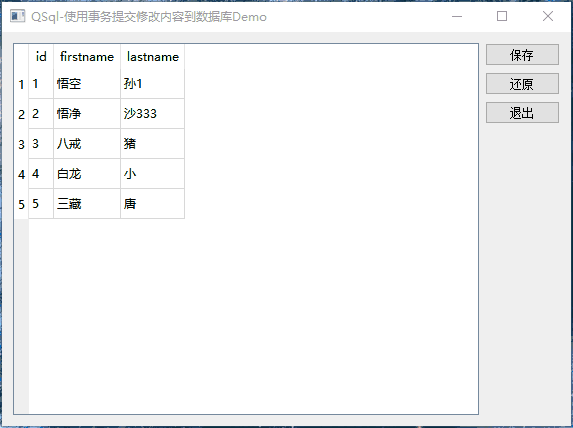 QSql-使用事务提交修改内容到数据库Demo
id firstname lastname
1 1 悟空 孙1
2 2 悟净 沙333
3 3 八戒 猪
4 4 白龙 小
5 5 三藏 唐
保存
还原
退出